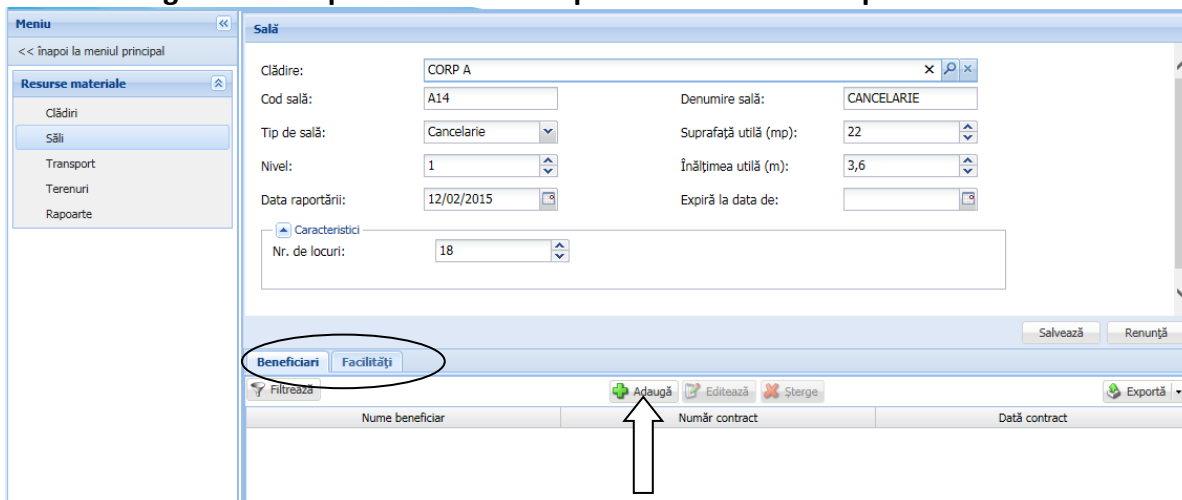 Meniu
<< înapoi la meniul principal
Resurse materiale
Clădiri
Săli
Transport
Terenuri
Rapoarte
Sală
Clădire: CORP A
Cod sală: A14 Denumire sală: CANCELARIE
Tip de sală: Cancelarie Suprafață utilă (mp): 22
Nivel: 1 Înălțimea utilă (m): 3,6
Data raportării: 12/02/2015 Expiră la data de:
Caracteristici
Nr. de locuri: 18
Salvează Renunță
Beneficiari Facilități
Filtrează Adaugă Editează Șterge Exportă
Nume beneficiar Număr contract Dată contract